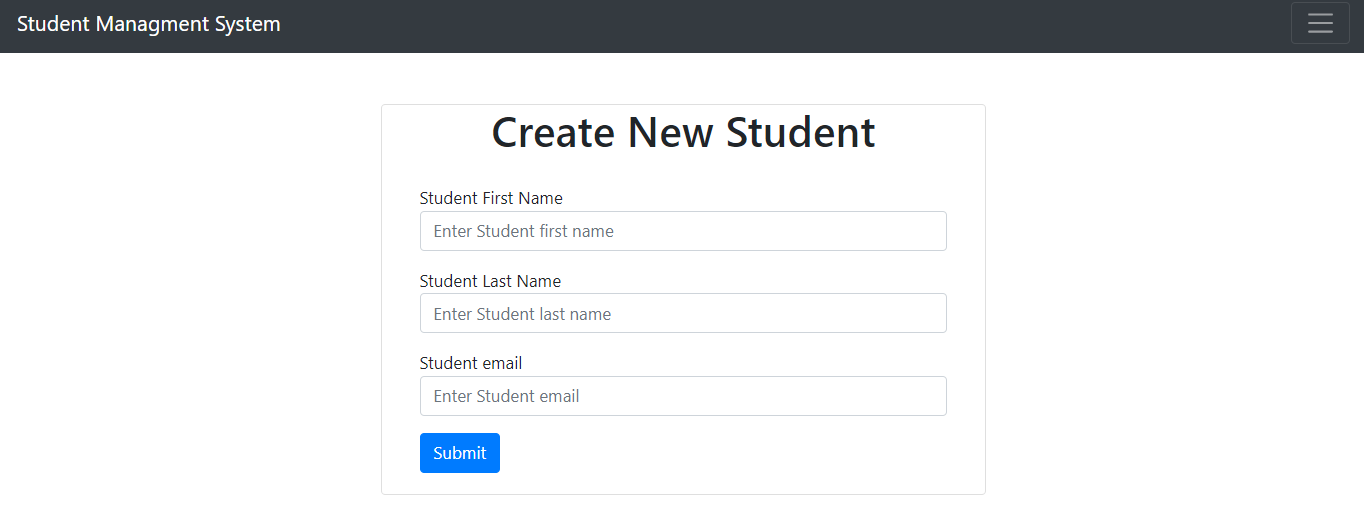 Student Managment System
Create New Student
Student First Name
Enter Student first name
Student Last Name
Enter Student last name
Student email
Enter Student email
Submit